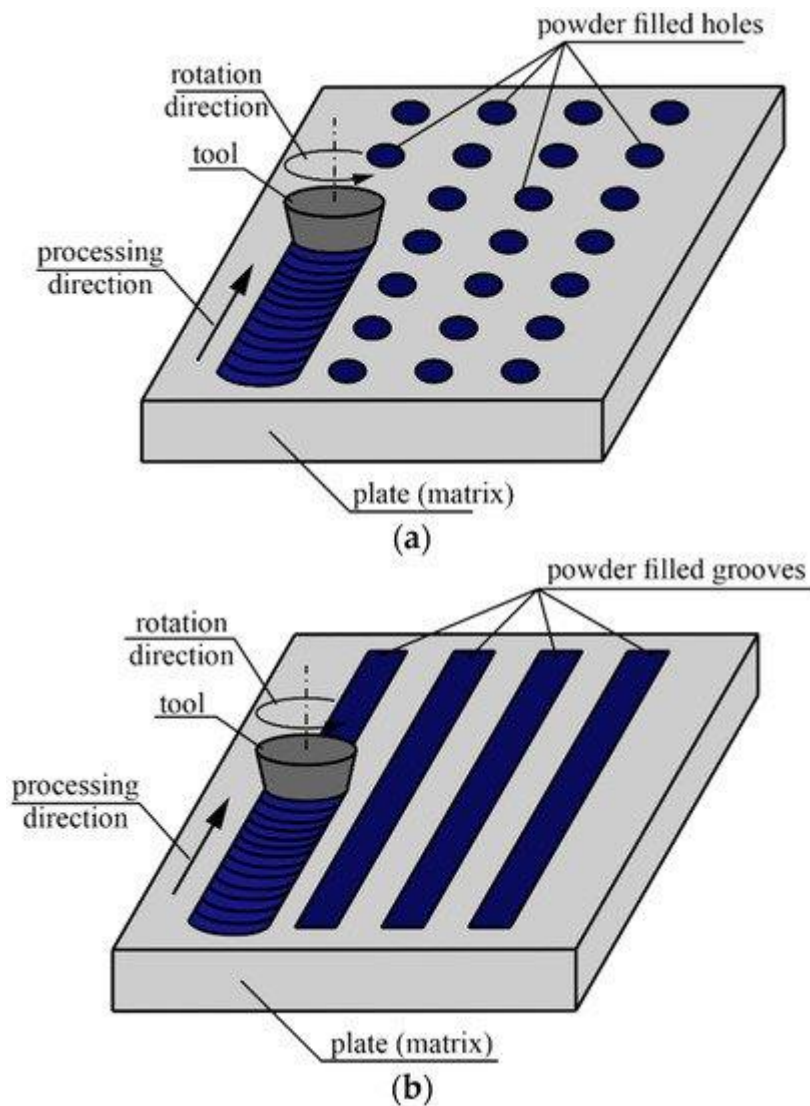 powder filled holes
rotation
direction
tool
processing
direction
plate (matrix)
(a)
powder filled grooves
rotation
direction
tool
processing
direction
plate (matrix)
(b)